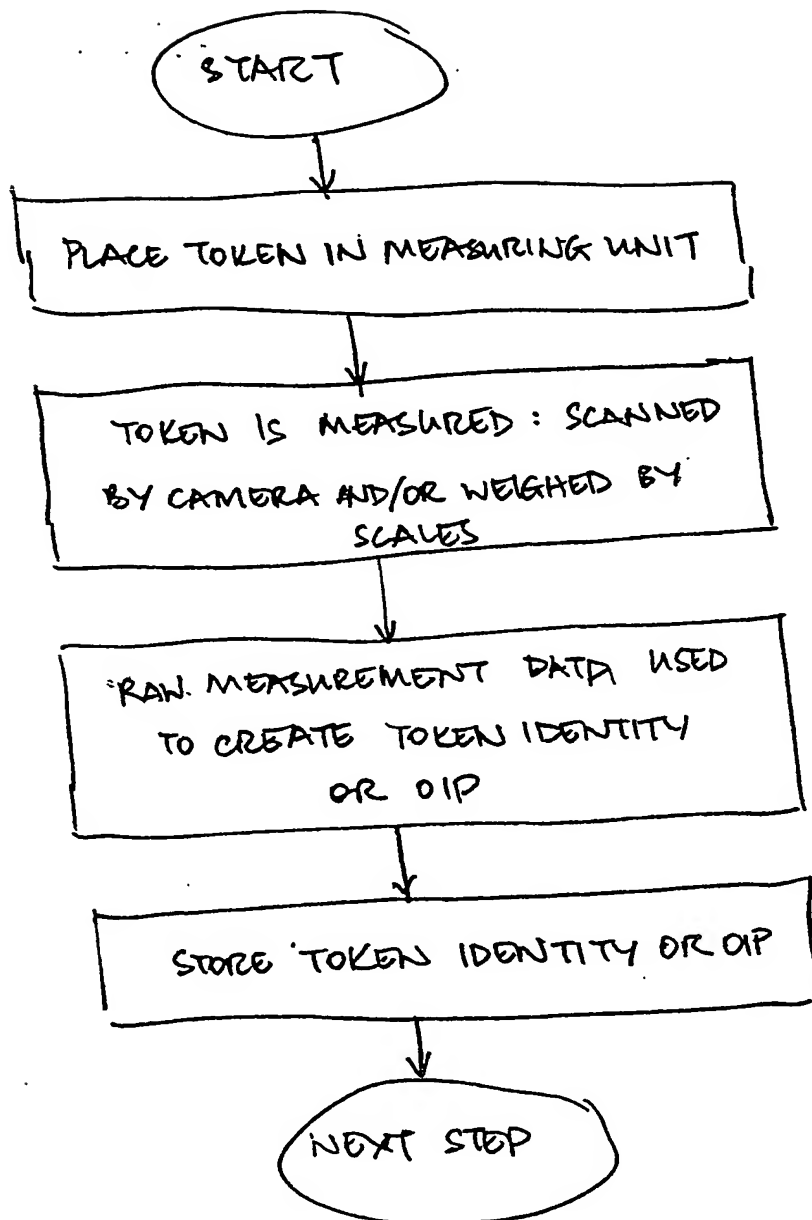 START
PLACE TOKEN IN MEASURING UNIT
TOKEN IS MEASURED : SCANNED
BY CAMERA AND/OR WEIGHED BY
SCALES
RAW MEASUREMENT DATA USED
TO CREATE TOKEN IDENTITY
OR OIP
STORE TOKEN IDENTITY OR OIP
NEXT STEP